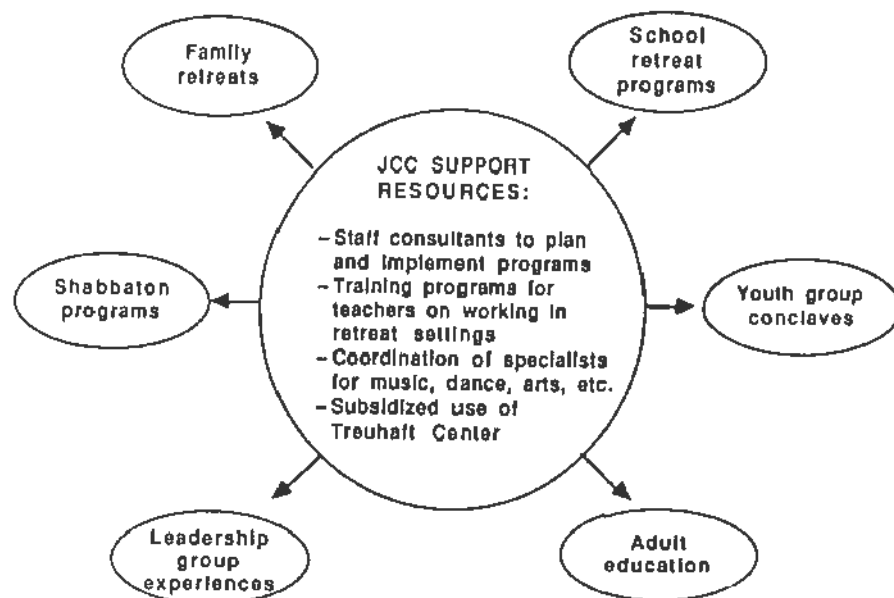 Family
retreats
School
retreat
programs
JCC SUPPORT
RESOURCES:
-Staff consultants to plan
and implement programs
-Training programs for
teachers on working in
retreat settings
-Coordination of specialists
for music, dance, arts, etc.
-Subsidized use of
Treuhaft Center
Shabbaton
programs
Youth group
conclaves
Leadership
group
experiences
Adult
education